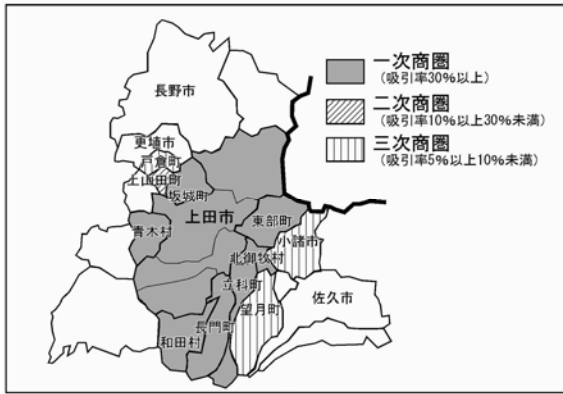 一次商圏
(吸引率30%以上)
二次商圏
(吸引率10%以上30%未満)
三次商圏
(吸引率5%以上10%未満)
長野市
更埴市
戸倉町
上山田町
坂城町
上田市
東部町
青木村
小諸市
北御牧村
立科町
佐久市
望月町
長門町
和田村